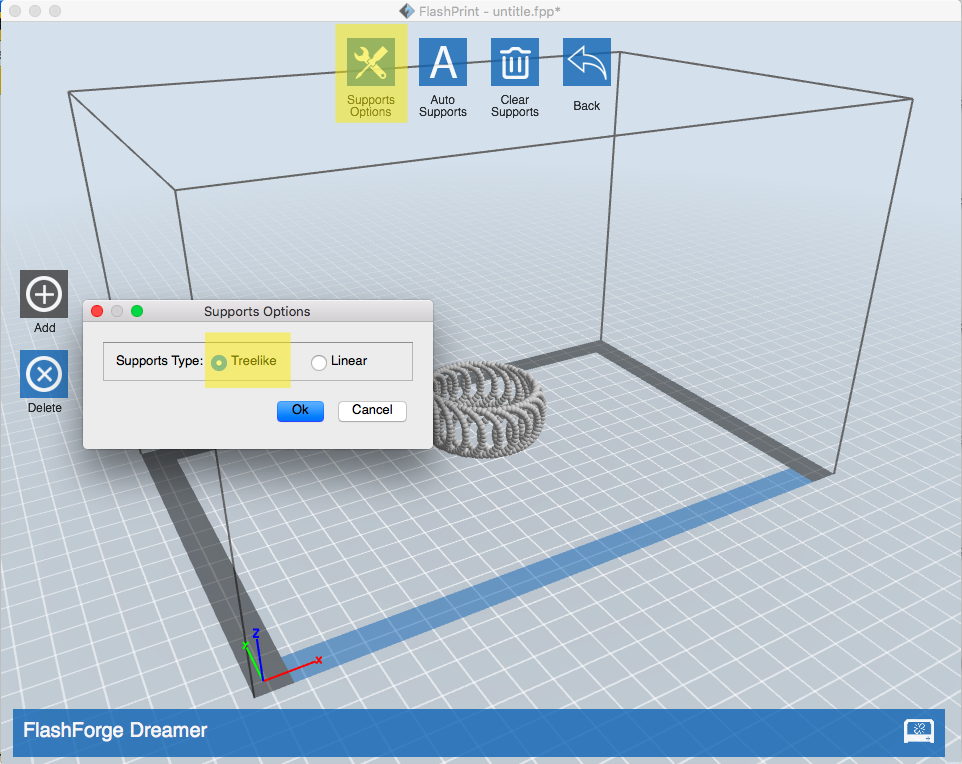 FlashPrint - untitle.fpp*
Supports
Options
A
Auto
Supports
Clear
Supports
Back
Add
Delete
Supports Options
Supports Type: Treelike Linear
Ok Cancel
Z
X
FlashForge Dreamer